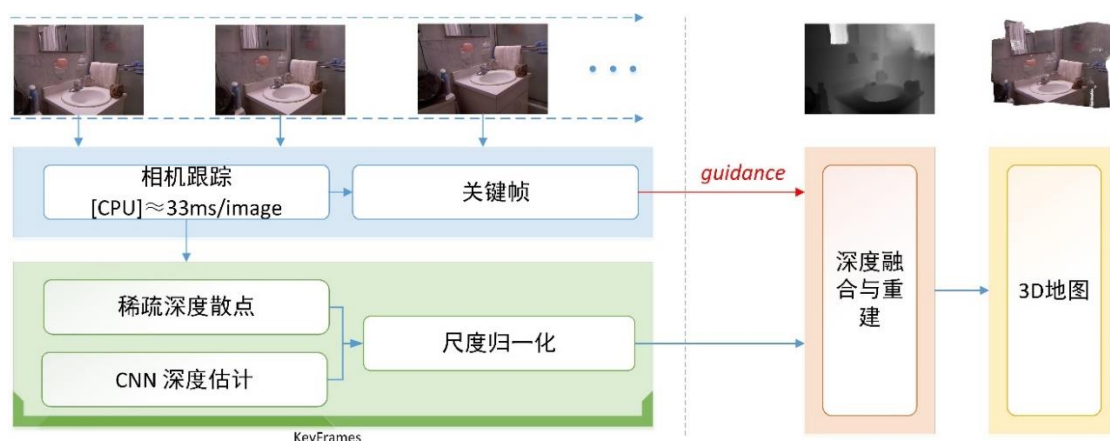 相机跟踪
[CPU]≈33ms/image
关键帧
guidance
稀疏深度散点
CNN 深度估计
尺度归一化
KeyFrames
深度融
合与重
建
3D地图